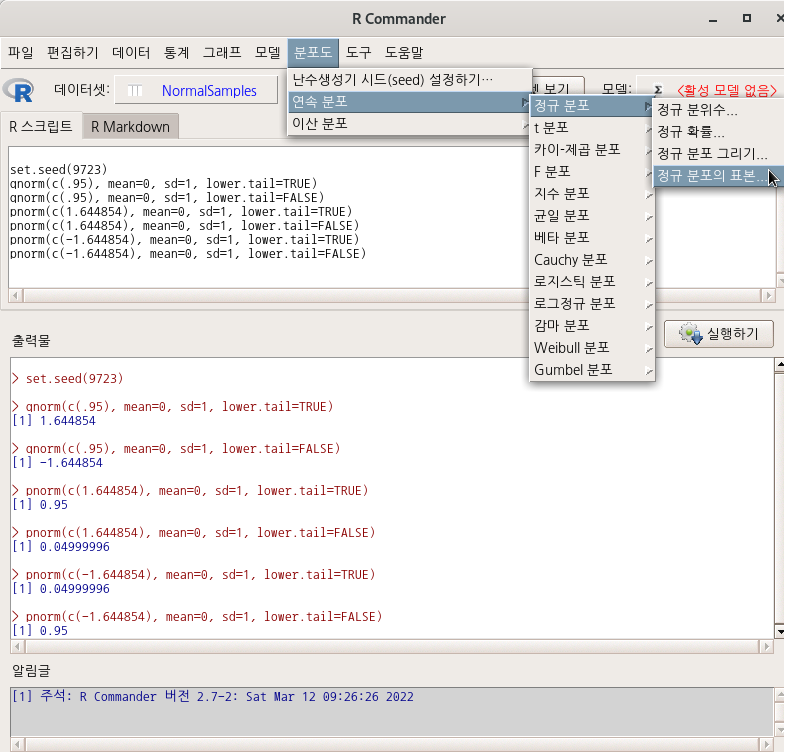 R Commander
파일 편집하기 데이터 통계 그래프 모델 분포도 도구 도움말
R 데이터셋: NormalSamples 보기 모델: Σ <활성 모델 없음>
난수생성기 시드(seed) 설정하기...
연속 분포
이산 분포
정규 분포
t 분포
카이-제곱 분포
F 분포
지수 분포
균일 분포
베타 분포
Cauchy 분포
로지스틱 분포
로그정규 분포
감마 분포
Weibull 분포
Gumbel 분포
정규 분위수...
정규 확률...
정규 분포 그리기...
정규 분포의 표본...
R 스크립트 R Markdown
set.seed(9723)
qnorm(c(.95), mean=0, sd=1, lower.tail=TRUE)
qnorm(c(.95), mean=0, sd=1, lower.tail=FALSE)
pnorm(c(1.644854), mean=0, sd=1, lower.tail=TRUE)
pnorm(c(1.644854), mean=0, sd=1, lower.tail=FALSE)
pnorm(c(-1.644854), mean=0, sd=1, lower.tail=TRUE)
pnorm(c(-1.644854), mean=0, sd=1, lower.tail=FALSE)
출력물 실행하기
> set.seed(9723)
> qnorm(c(.95), mean=0, sd=1, lower.tail=TRUE)
[1] 1.644854
> qnorm(c(.95), mean=0, sd=1, lower.tail=FALSE)
[1] -1.644854
> pnorm(c(1.644854), mean=0, sd=1, lower.tail=TRUE)
[1] 0.95
> pnorm(c(1.644854), mean=0, sd=1, lower.tail=FALSE)
[1] 0.04999996
> pnorm(c(-1.644854), mean=0, sd=1, lower.tail=TRUE)
[1] 0.04999996
> pnorm(c(-1.644854), mean=0, sd=1, lower.tail=FALSE)
[1] 0.95
알림글
[1] 주석: R Commander 버전 2.7-2: Sat Mar 12 09:26:26 2022